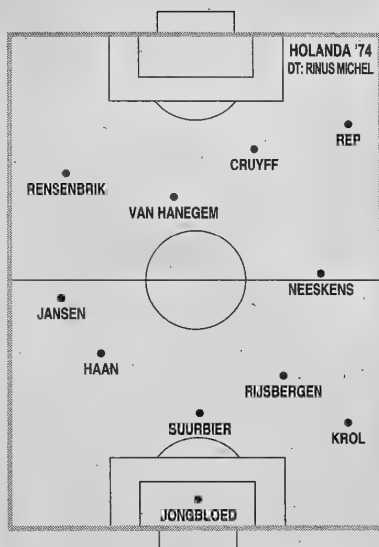 HOLANDA '74
DT: RINUS MICHEL
REP
CRUYFF
RENSENBRIK
VAN HANEGEM
NEESKENS
JANSEN
HAAN
RIJSBERGEN
SUURBIER
KROL
JONGBLOED